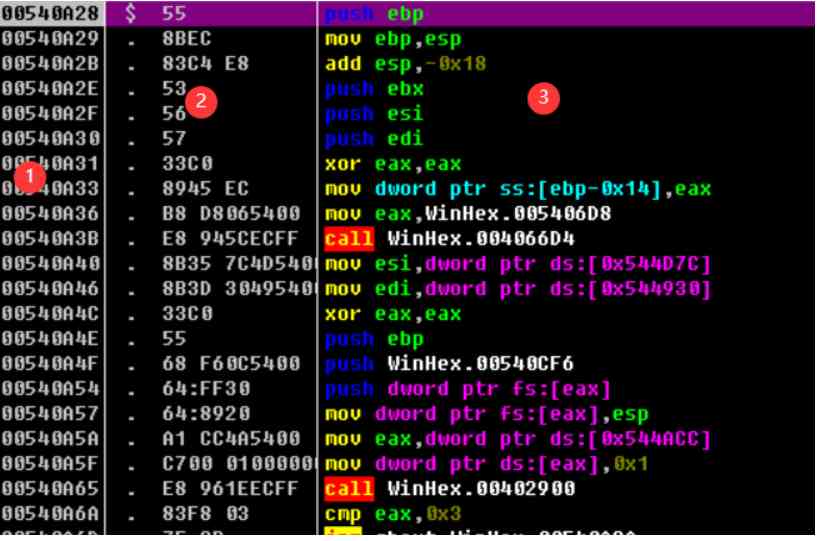 00540A28 $ 55 push ebp
00540A29 . 8BEC mov ebp,esp
00540A2B . 83C4 E8 add esp,-0x18
00540A2E . 53 push ebx
2 3
00540A2F . 56 push esi
00540A30 . 57 push edi
00540A31 . 33C0 xor eax,eax
1
00540A33 . 8945 EC mov dword ptr ss:[ebp-0x14],eax
00540A36 . B8 D8065400 mov eax,WinHex.005406D8
00540A3B . E8 945CECFF call WinHex.004066D4
00540A40 . 8B35 7C4D540 mov esi,dword ptr ds:[0x544D7C]
00540A46 . 8B3D 3049540 mov edi,dword ptr ds:[0x544930]
00540A4C . 33C0 xor eax,eax
00540A4E . 55 push ebp
00540A4F . 68 F60C5400 push WinHex.00540CF6
00540A54 . 64:FF30 push dword ptr fs:[eax]
00540A57 . 64:8920 mov dword ptr fs:[eax],esp
00540A5A . A1 CC4A5400 mov eax,dword ptr ds:[0x544ACC]
00540A5F . C700 0100000 mov dword ptr ds:[eax],0x1
00540A65 . E8 961EECFF call WinHex.00402900
00540A6A . 83F8 03 cmp eax,0x3